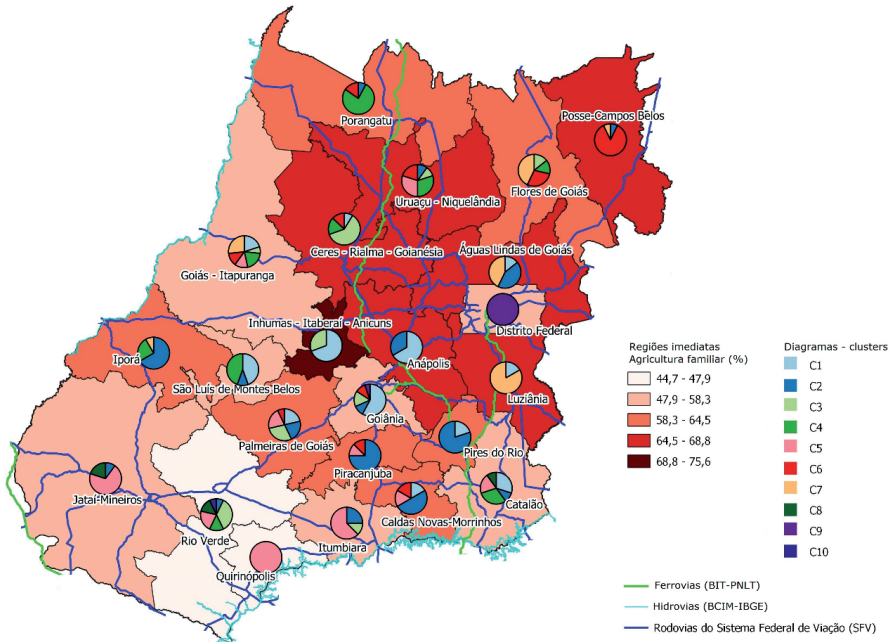 Porangatu
Posse-Campos Belos
Uruaçu - Niquelândia
Flores de Goiás
Ceres - Rialma - Goianésia
Águas Lindas de Goiás
Goiás - Itapuranga
Distrito Federal
Inhumas - Itaberaí - Anicuns
Anápolis
Iporá
São Luís de Montes Belos
Luziânia
Goiânia
Palmeiras de Goiás
Pires do Rio
Piracanjuba
Jataí-Mineiros
Catalão
Caldas Novas-Morrinhos
Rio Verde
Itumbiara
Quirinópolis
Regiões imediatas
Agricultura familiar (%)
44,7 - 47,9
47,9 - 58,3
58,3 - 64,5
64,5 - 68,8
68,8 - 75,6
Diagramas - clusters
C1
C2
C3
C4
C5
C6
C7
C8
C9
C10
Ferrovias (BIT-PNLT)
Hidrovias (BCIM-IBGE)
Rodovias do Sistema Federal de Viação (SFV)